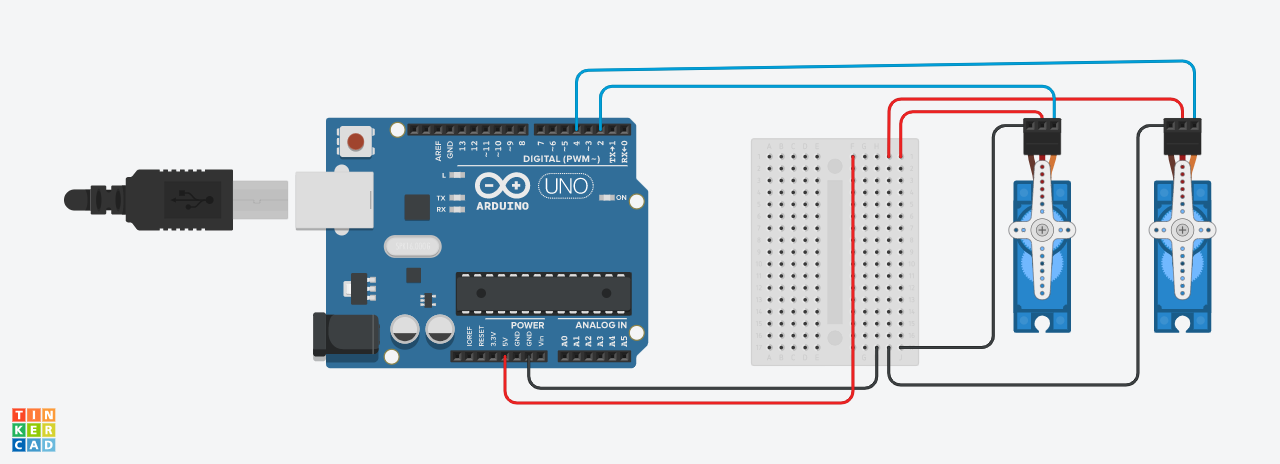 AREF
GND
13
12
~11
~10
~9
8
7
~6
~5
4
~3
2
TX→1
RX←0
DIGITAL (PWM~)
L
TX
RX
ARDUINO
UNO
ON
POWER
ANALOG IN
IOREF
RESET
3.3V
5V
GND
GND
Vin
A0
A1
A2
A3
A4
A5
TIN
KER
CAD